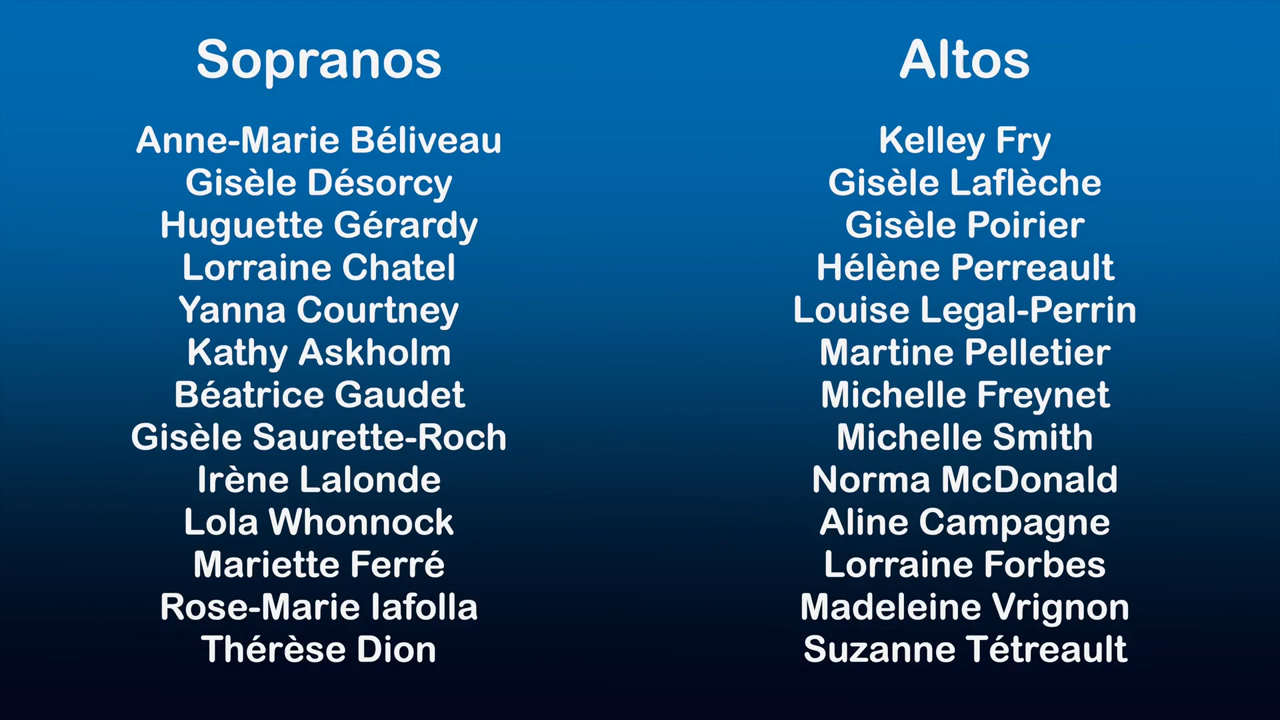 Sopranos
Anne-Marie Béliveau
Gisèle Désorcy
Huguette Gérardy
Lorraine Chatel
Yanna Courtney
Kathy Askholm
Béatrice Gaudet
Gisèle Saurette-Roch
Irène Lalonde
Lola Whonnock
Mariette Ferré
Rose-Marie Iafolla
Thérèse Dion
Altos
Kelley Fry
Gisèle Laflèche
Gisèle Poirier
Hélène Perreault
Louise Legal-Perrin
Martine Pelletier
Michelle Freynet
Michelle Smith
Norma McDonald
Aline Campagne
Lorraine Forbes
Madeleine Vrignon
Suzanne Tétreault